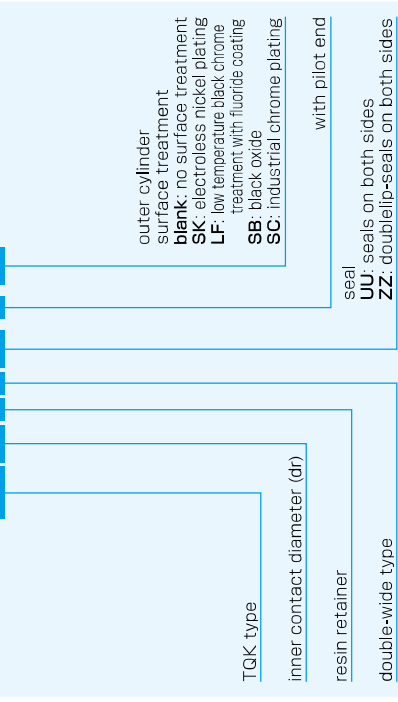 TQK type
inner contact diameter (dr)
resin retainer
double-wide type
seal
UU: seals on both sides
ZZ: doublelip-seals on both sides
with pilot end
outer cylinder
surface treatment
blank: no surface treatment
SK: electroless nickel plating
LF: low temperature black chrome
treatment with fluoride coating
SB: black oxide
SC: industrial chrome plating